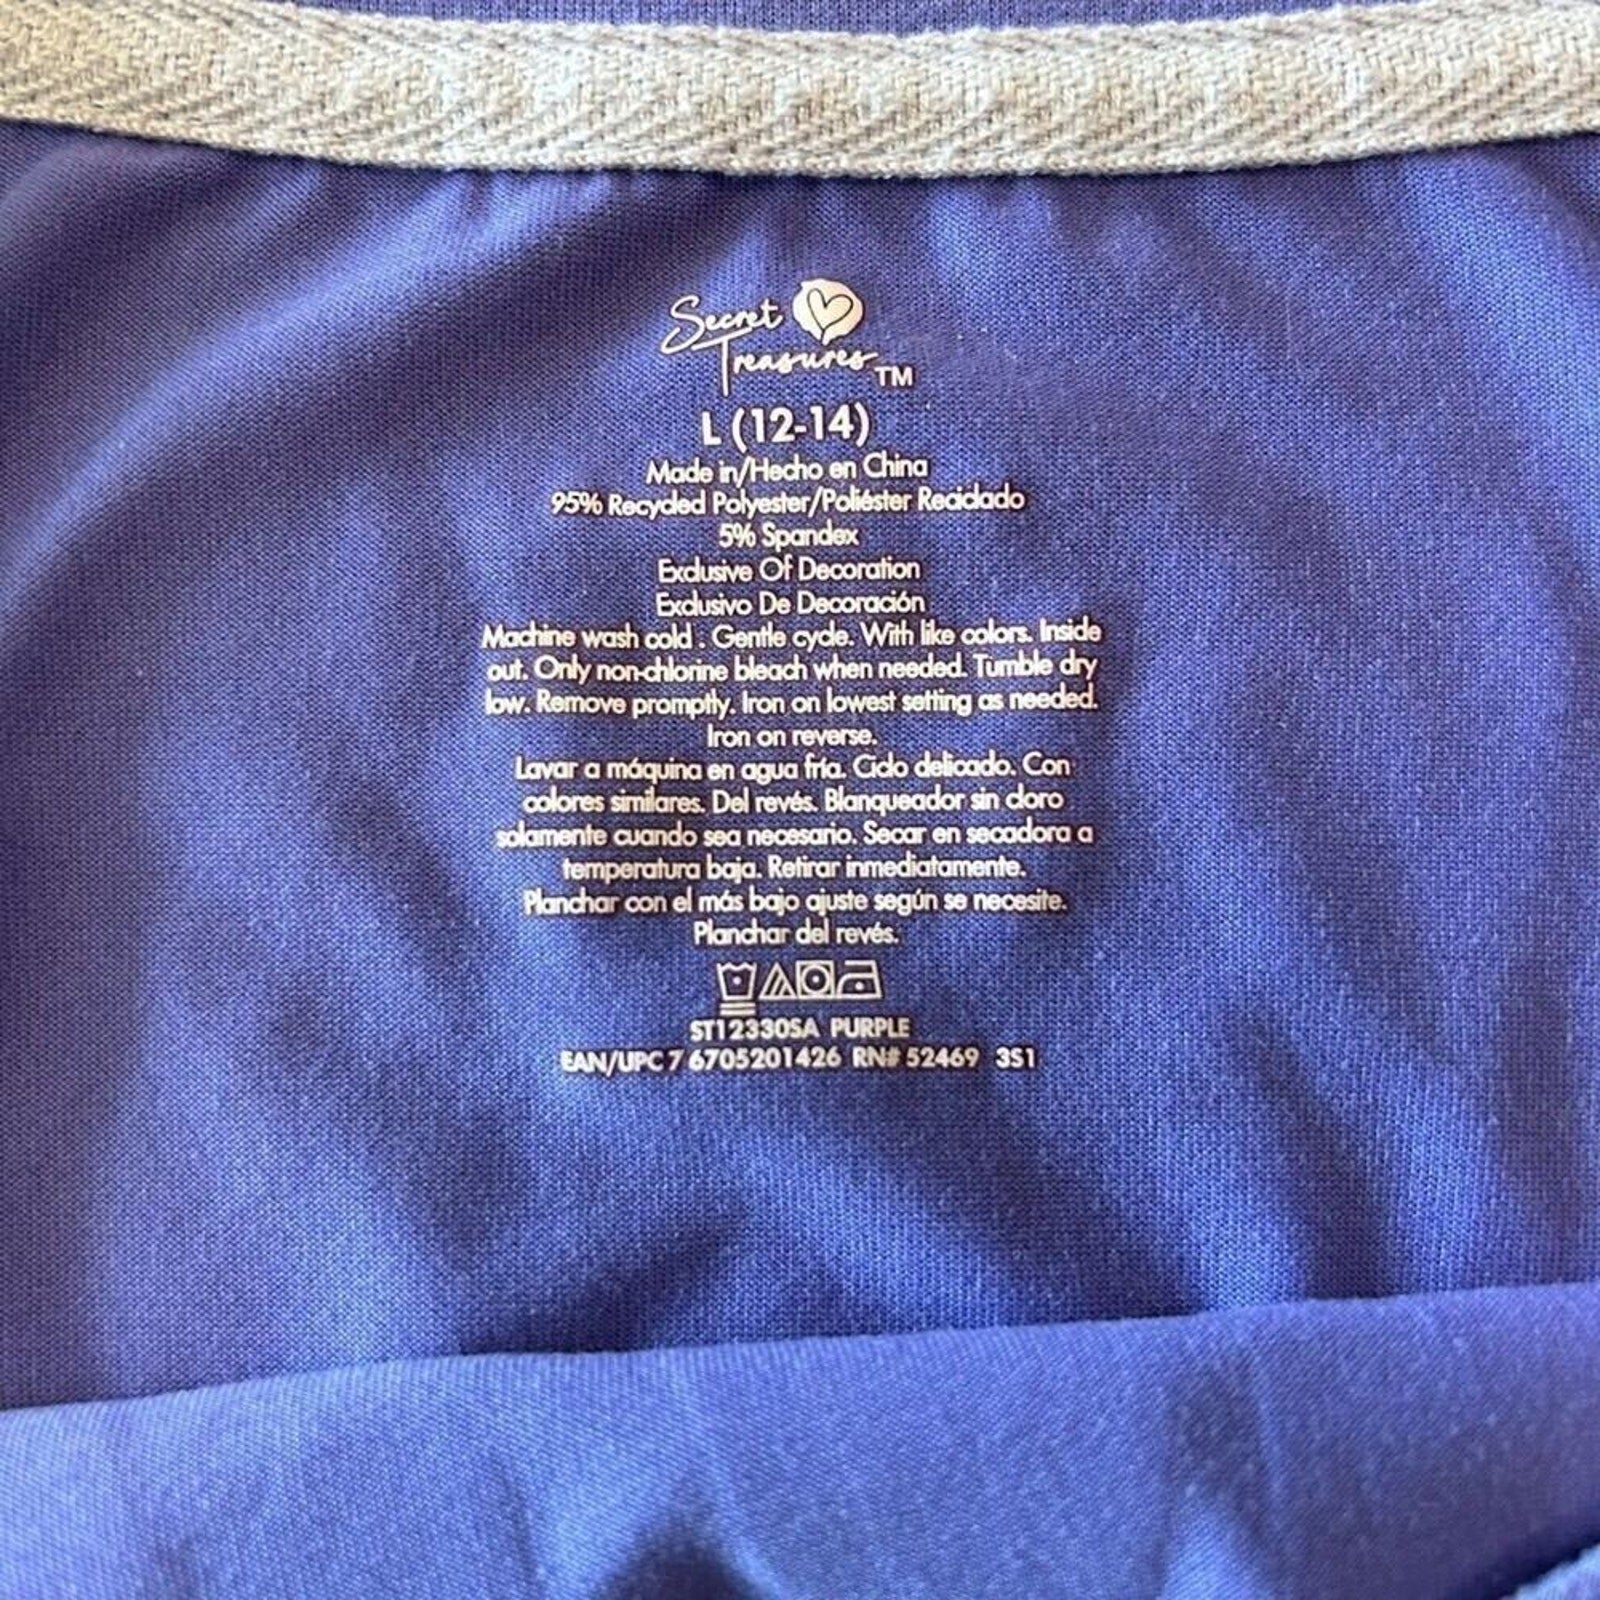 Secret
Treasures TM
L (12-14)
Made in/Hecho en China
95% Recycled Polyester/Poliéster Reciclado
5% Spandex
Exclusive Of Decoration
Exclusivo De Decoración
Machine wash cold . Gentle cycle. With like colors. Inside
out. Only non-chlorine bleach when needed. Tumble dry
low. Remove promptly. Iron on lowest setting as needed.
Iron on reverse.
Lavar a máquina en agua fría. Ciclo delicado. Con
colores similares. Del revés. Blanqueador sin cloro
solamente cuando sea necesario. Secar en secadora a
temperatura baja. Retirar inmediatamente.
Planchar con el más bajo ajuste según se necesite.
Planchar del revés.
ST12330SA PURPLE
EAN/UPC 7 6705201426 RN# 52469 3S1